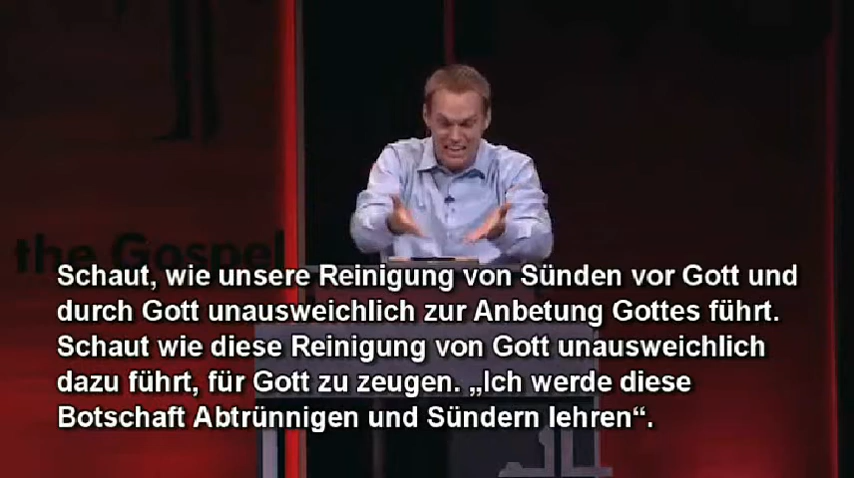 the Gospel
Schaut, wie unsere Reinigung von Sünden vor Gott und
durch Gott unausweichlich zur Anbetung Gottes führt.
Schaut wie diese Reinigung von Gott unausweichlich
dazu führt, für Gott zu zeugen. „Ich werde diese
Botschaft Abtrünnigen und Sündern lehren“.